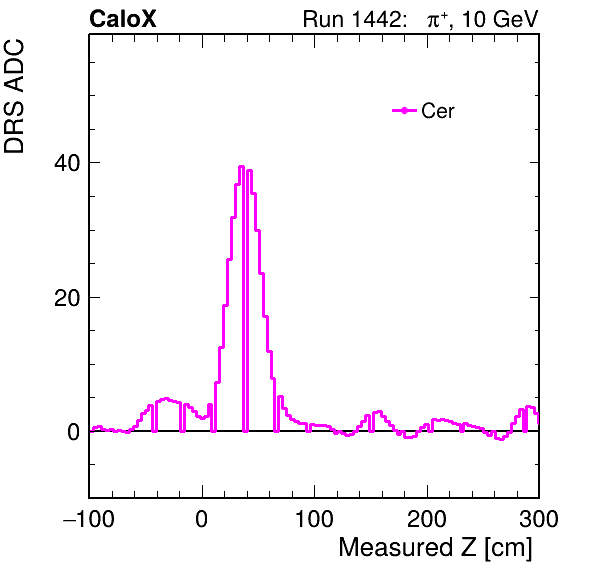 CaloX Run 1442: π⁺, 10 GeV
DRS ADC
Cer
40
20
0
−100 0 100 200 300
Measured Z [cm]